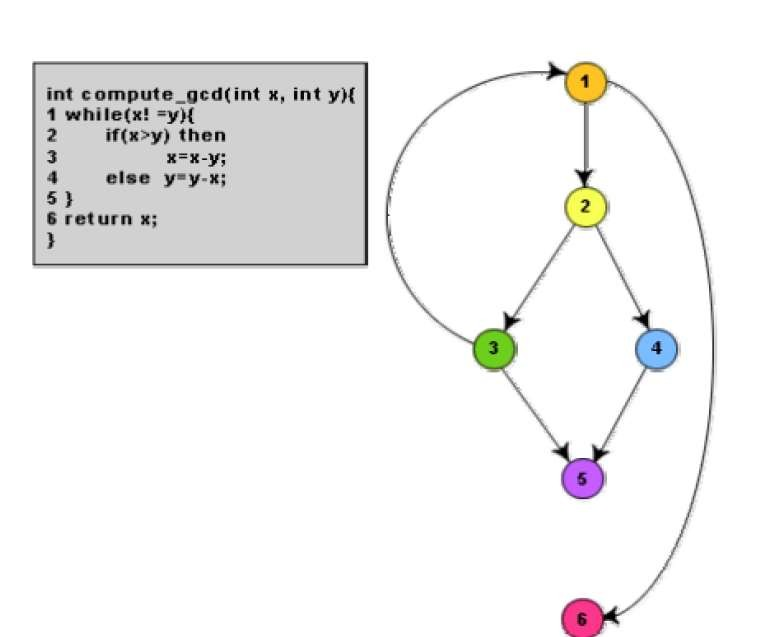 int compute_gcd(int x, int y){
1 while(x! =y){
2 if(x>y) then
3 x=x-y;
4 else y=y-x;
5 }
6 return x;
}
1
2
3
4
5
6